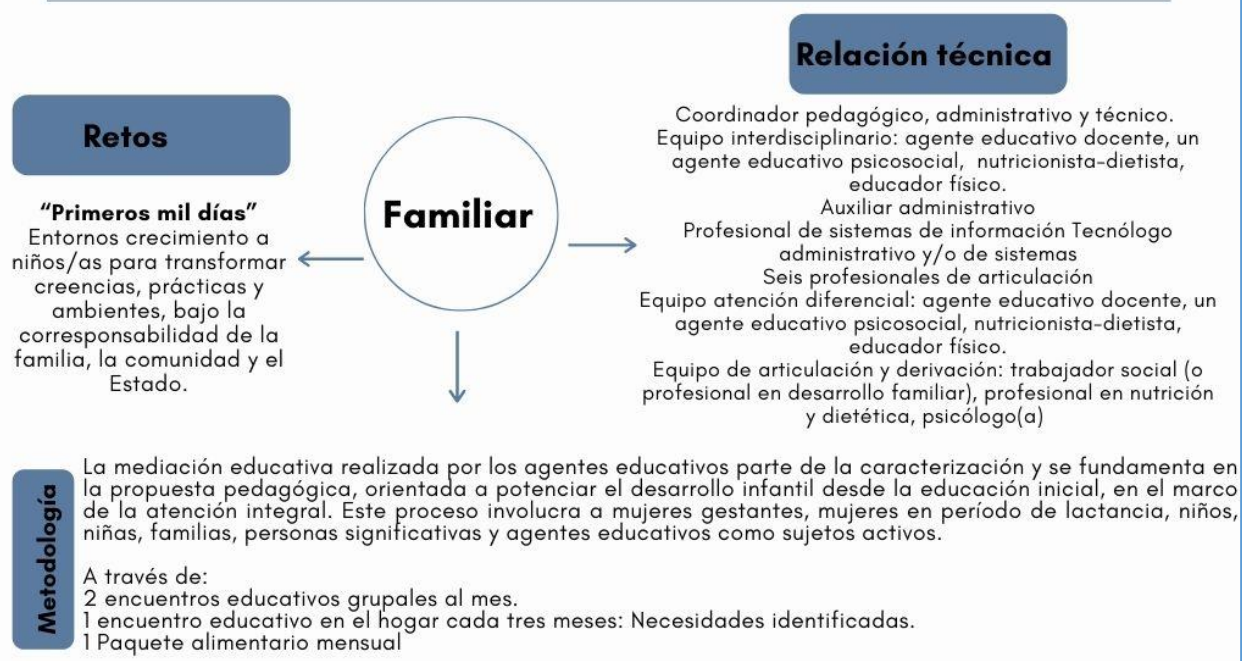 Relación técnica
Coordinador pedagógico, administrativo y técnico.
Equipo interdisciplinario: agente educativo docente, un
agente educativo psicosocial, nutricionista-dietista,
educador físico.
Auxiliar administrativo
Profesional de sistemas de información Tecnólogo
administrativo y/o de sistemas
Seis profesionales de articulación
Equipo atención diferencial: agente educativo docente, un
agente educativo psicosocial, nutricionista-dietista,
educador físico.
Equipo de articulación y derivación: trabajador social (o
profesional en desarrollo familiar), profesional en nutrición
y dietética, psicólogo(a)
Retos
“Primeros mil días”
Entornos crecimiento a
niños/as para transformar
creencias, prácticas y
ambientes, bajo la
corresponsabilidad de la
familia, la comunidad y el
Estado.
Familiar
Metodología
La mediación educativa realizada por los agentes educativos parte de la caracterización y se fundamenta en
la propuesta pedagógica, orientada a potenciar el desarrollo infantil desde la educación inicial, en el marco
de la atención integral. Este proceso involucra a mujeres gestantes, mujeres en período de lactancia, niños,
niñas, familias, personas significativas y agentes educativos como sujetos activos.
A través de:
2 encuentros educativos grupales al mes.
1 encuentro educativo en el hogar cada tres meses: Necesidades identificadas.
1 Paquete alimentario mensual